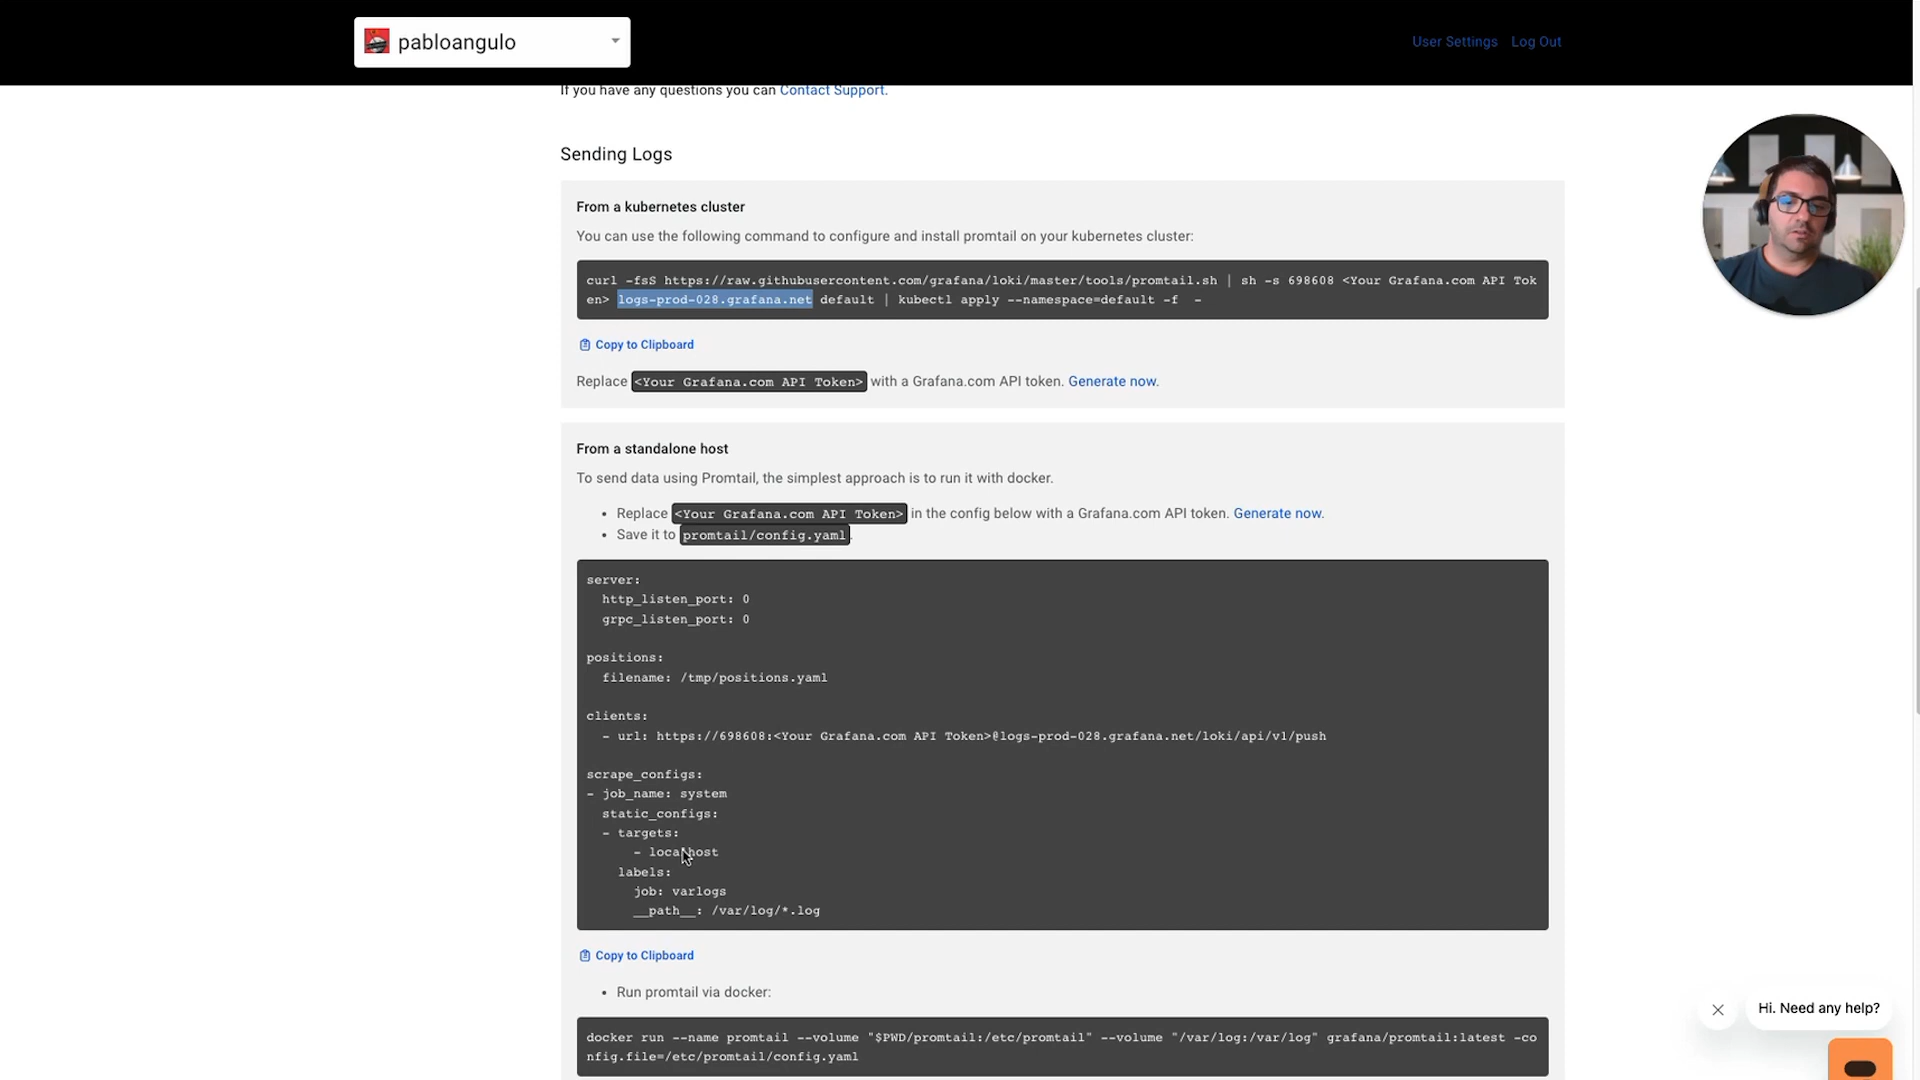 pabloangulo
User Settings Log Out
If you have any questions you can Contact Support.
Sending Logs
From a kubernetes cluster
You can use the following command to configure and install promtail on your kubernetes cluster:
curl -fsS https://raw.githubusercontent.com/grafana/loki/master/tools/promtail.sh | sh -s 698608 <Your Grafana.com API Tok
en> logs-prod-028.grafana.net default | kubectl apply --namespace=default -f  -
Copy to Clipboard
Replace <Your Grafana.com API Token> with a Grafana.com API token. Generate now.
From a standalone host
To send data using Promtail, the simplest approach is to run it with docker.
• Replace <Your Grafana.com API Token> in the config below with a Grafana.com API token. Generate now.
• Save it to promtail/config.yaml.
server:
  http_listen_port: 0
  grpc_listen_port: 0
positions:
  filename: /tmp/positions.yaml
clients:
  - url: https://698608:<Your Grafana.com API Token>@logs-prod-028.grafana.net/loki/api/v1/push
scrape_configs:
- job_name: system
  static_configs:
  - targets:
      - localhost
    labels:
      job: varlogs
      __path__: /var/log/*.log
Copy to Clipboard
• Run promtail via docker:
docker run --name promtail --volume "$PWD/promtail:/etc/promtail" --volume "/var/log:/var/log" grafana/promtail:latest -co
nfig.file=/etc/promtail/config.yaml
Hi. Need any help?